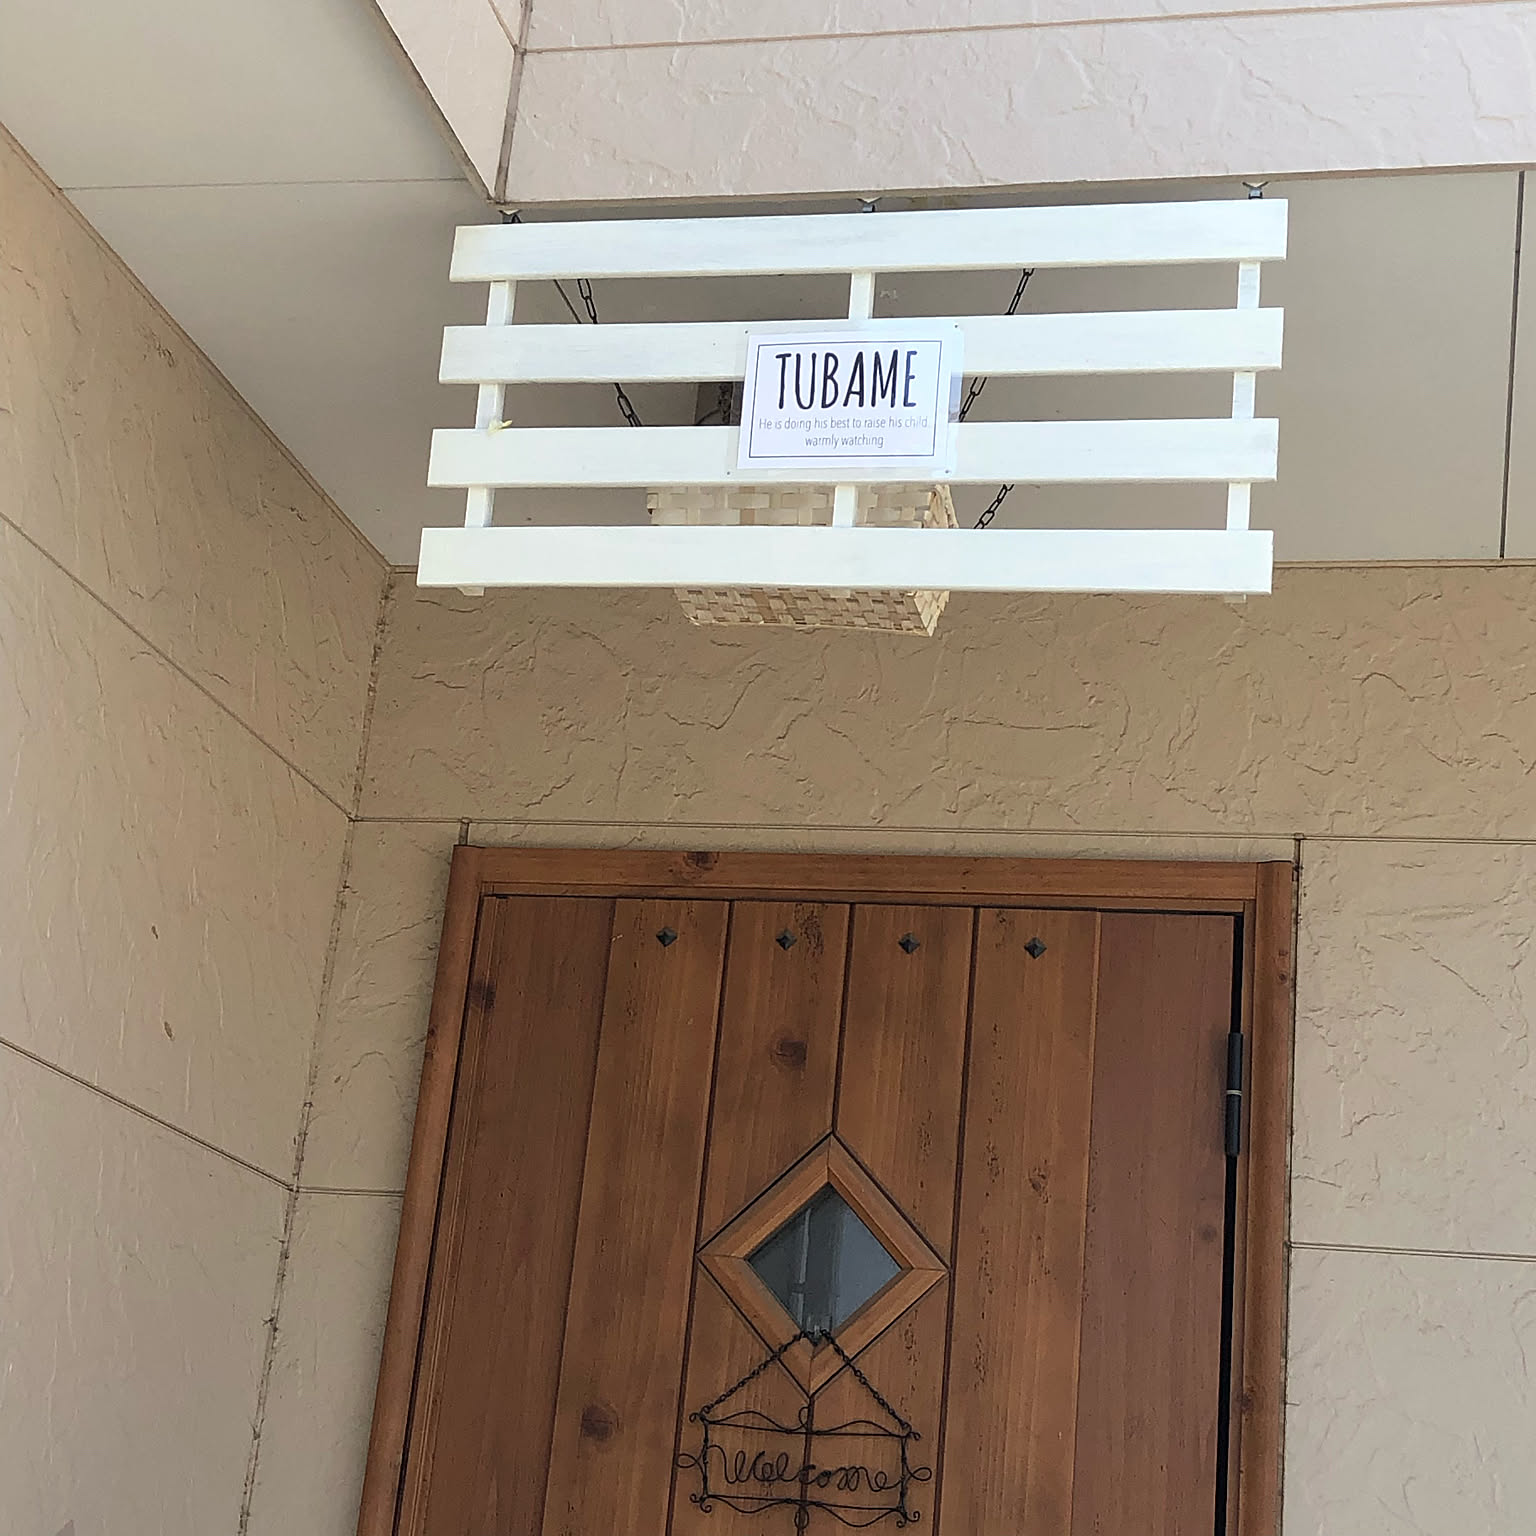 TUBAME
He is doing his best to raise his child.
warmly watching
Welcome